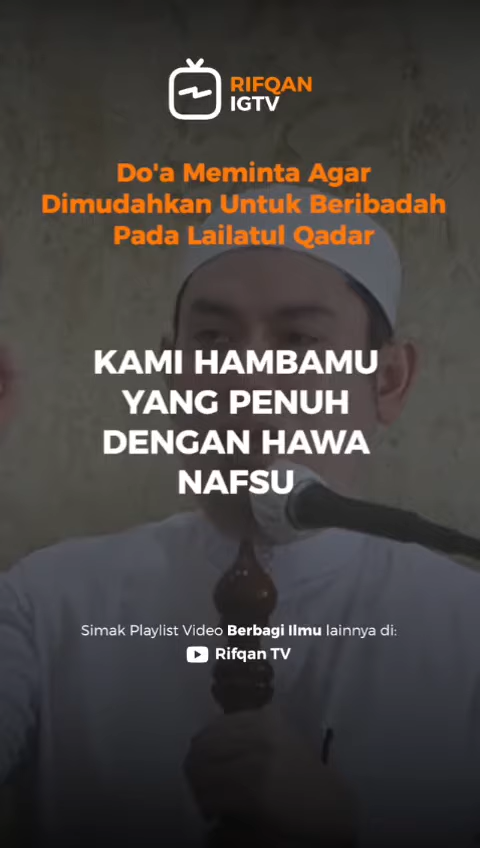 RIFQAN
IGTV
Do'a Meminta Agar
Dimudahkan Untuk Beribadah
Pada Lailatul Qadar
KAMI HAMBAMU
YANG PENUH
DENGAN HAWA
NAFSU
Simak Playlist Video Berbagi Ilmu lainnya di:
Rifqan TV